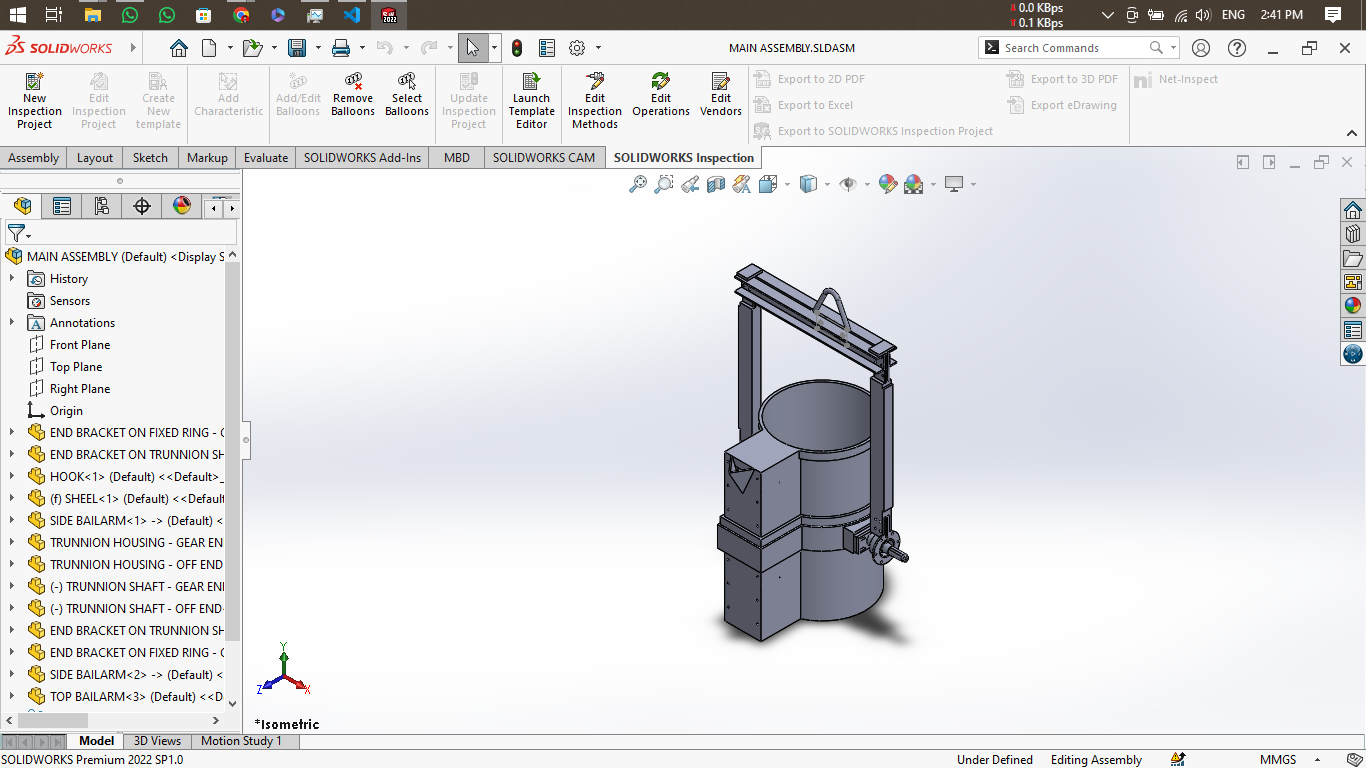 0.0 KBps
0.1 KBps
ENG 2:41 PM
SOLIDWORKS
MAIN ASSEMBLY.SLDASM
Search Commands
New Inspection Project
Edit Inspection Project
Create New template
Add Characteristic
Add/Edit Balloons
Remove Balloons
Select Balloons
Update Inspection Project
Launch Template Editor
Edit Inspection Methods
Edit Operations
Edit Vendors
Export to 2D PDF
Export to Excel
Export to SOLIDWORKS Inspection Project
Export to 3D PDF
Export eDrawing
Net-Inspect
Assembly Layout Sketch Markup Evaluate SOLIDWORKS Add-Ins MBD SOLIDWORKS CAM SOLIDWORKS Inspection
MAIN ASSEMBLY (Default) <Display S
History
Sensors
Annotations
Front Plane
Top Plane
Right Plane
Origin
END BRACKET ON FIXED RING -
END BRACKET ON TRUNNION SH
HOOK<1> (Default) <<Default>_
(f) SHEEL<1> (Default) <<Defaul
SIDE BAILARM<1> -> (Default) <
TRUNNION HOUSING - GEAR EN
TRUNNION HOUSING - OFF END
(-) TRUNNION SHAFT - GEAR EN
(-) TRUNNION SHAFT - OFF END
END BRACKET ON TRUNNION SH
END BRACKET ON FIXED RING -
SIDE BAILARM<2> -> (Default) <
TOP BAILARM<3> (Default) <<D
Y
Z
X
*Isometric
Model 3D Views Motion Study 1
SOLIDWORKS Premium 2022 SP1.0
Under Defined Editing Assembly MMGS